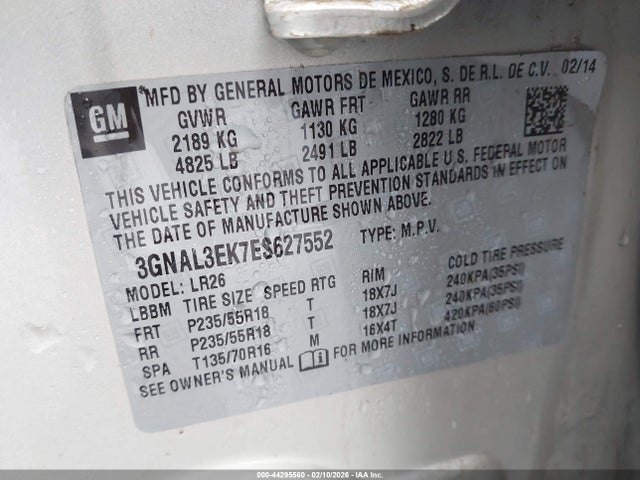 GM
MFD BY GENERAL MOTORS DE MEXICO, S. DE R.L. DE C.V. 02/14
GVWR GAWR FRT GAWR RR
2189 KG 1130 KG 1280 KG
4825 LB 2491 LB 2822 LB
THIS VEHICLE CONFORMS TO ALL APPLICABLE U.S. FEDERAL MOTOR
VEHICLE SAFETY AND THEFT PREVENTION STANDARDS IN EFFECT ON
THE DATE OF MANUFACTURE SHOWN ABOVE.
3GNAL3EK7ES627552 TYPE: M.P.V.
MODEL: LR26
LBBM TIRE SIZE SPEED RTG RIM COLD TIRE PRESSURE
FRT P235/55R18 T 18X7J 240KPA(35PSI)
RR P235/55R18 T 18X7J 240KPA(35PSI)
SPA T135/70R16 M 16X4T 420KPA(60PSI)
SEE OWNER'S MANUAL FOR MORE INFORMATION
000-44295560 - 02/10/2026 - IAA Inc.